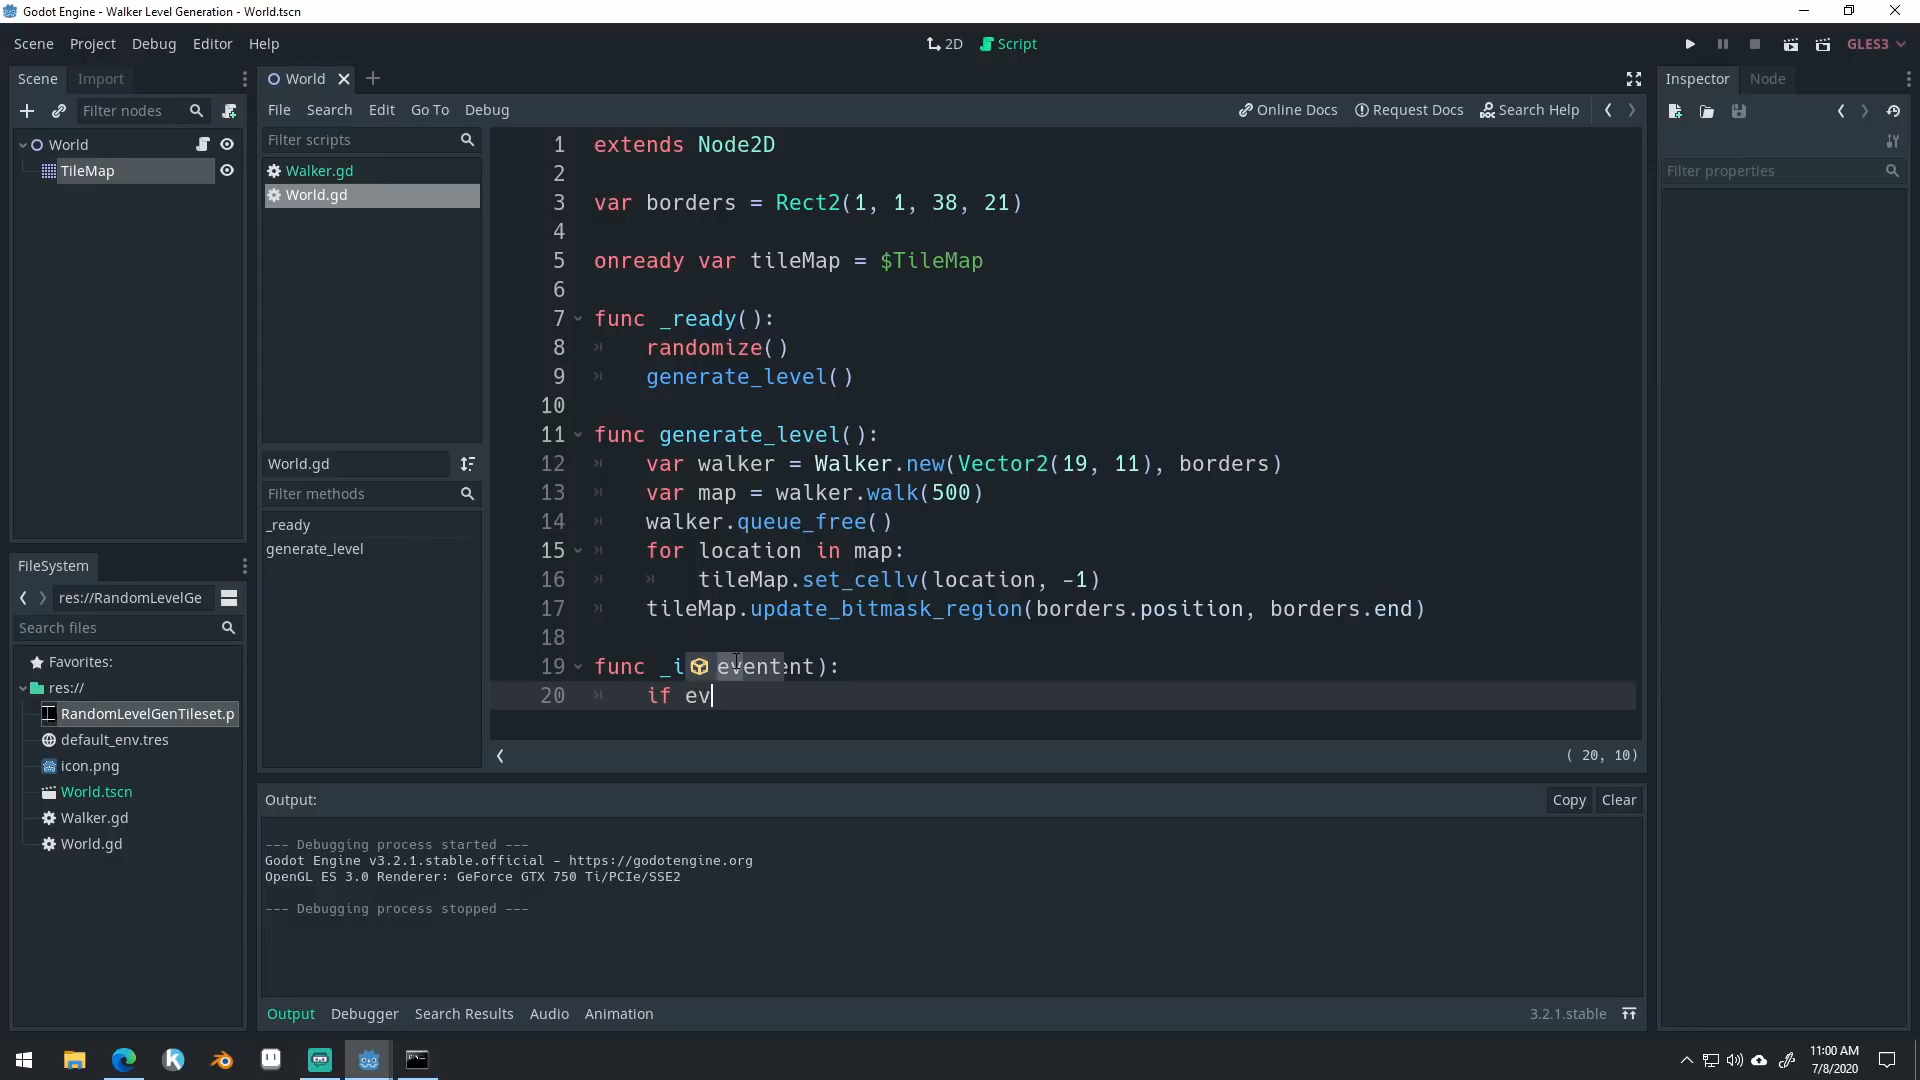 Godot Engine - Walker Level Generation - World.tscn
Scene Project Debug Editor Help
2D Script
GLES3
Scene Import
Filter nodes
World
TileMap
FileSystem
res://RandomLevelGe
Search files
Favorites:
res://
RandomLevelGenTileset.p
default_env.tres
icon.png
World.tscn
Walker.gd
World.gd
World
File Search Edit Go To Debug
Online Docs Request Docs Search Help
Filter scripts
Walker.gd
World.gd
World.gd
Filter methods
_ready
generate_level
1 extends Node2D
2
3 var borders = Rect2(1, 1, 38, 21)
4
5 onready var tileMap = $TileMap
6
7 func _ready():
8 randomize()
9 generate_level()
10
11 func generate_level():
12 var walker = Walker.new(Vector2(19, 11), borders)
13 var map = walker.walk(500)
14 walker.queue_free()
15 for location in map:
16 tileMap.set_cellv(location, -1)
17 tileMap.update_bitmask_region(borders.position, borders.end)
18
19 func _i event nt):
20 if ev
( 20, 10)
Output:
Copy Clear
--- Debugging process started ---
Godot Engine v3.2.1.stable.official - https://godotengine.org
OpenGL ES 3.0 Renderer: GeForce GTX 750 Ti/PCIe/SSE2
--- Debugging process stopped ---
Output Debugger Search Results Audio Animation
3.2.1.stable
Inspector Node
Filter properties
11:00 AM
7/8/2020